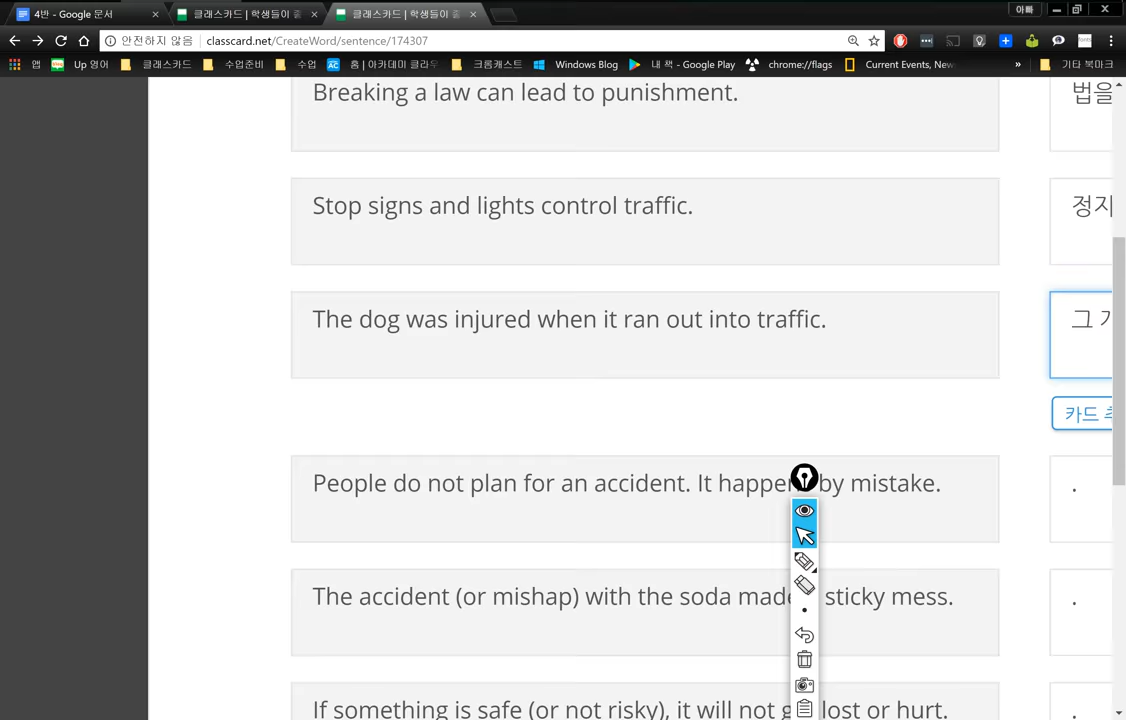 4반 - Google 문서
클래스카드 | 학생들이 좋
클래스카드 | 학생들이 좋
아빠
안전하지 않음
classcard.net/CreateWord/sentence/174307
앱
Up 영어
클래스카드
수업준비
수업
홈 | 아카데미 클라우
크롬캐스트
Windows Blog
내 책 - Google Play
chrome://flags
Current Events, New
»
기타 북마크
Breaking a law can lead to punishment.
법을
Stop signs and lights control traffic.
정지
The dog was injured when it ran out into traffic.
그
카드
People do not plan for an accident. It happen by mistake.
.
The accident (or mishap) with the soda made sticky mess.
.
If something is safe (or not risky), it will not g lost or hurt.
.